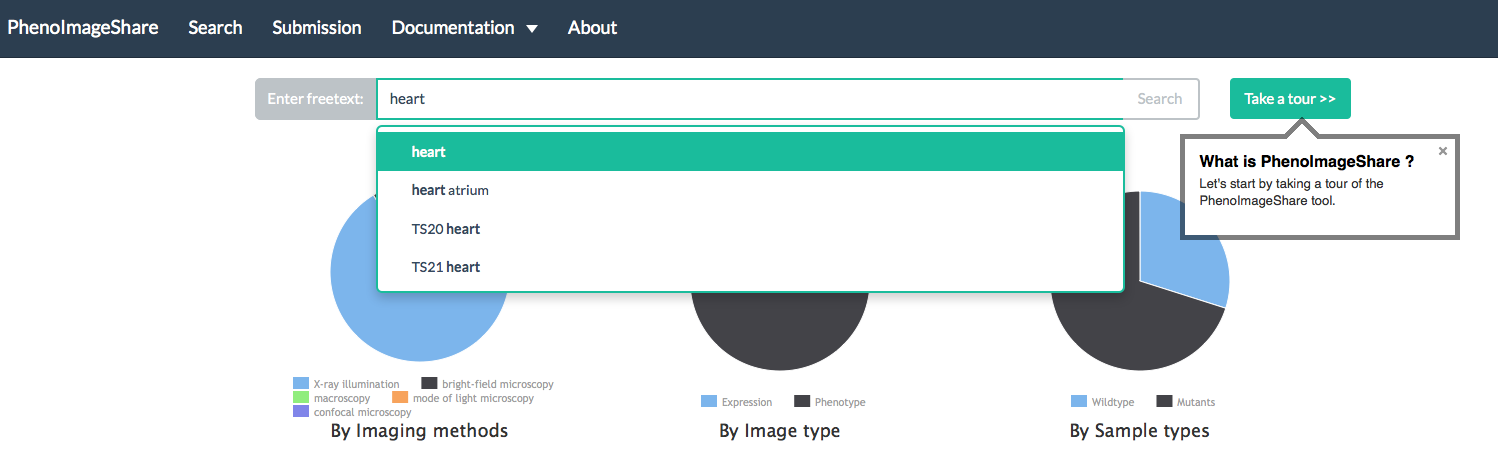 PhenoImageShare Search Submission Documentation About
Enter freetext: heart Search Take a tour >>
heart
heart atrium
TS20 heart
TS21 heart
What is PhenoImageShare ? ×
Let's start by taking a tour of the
PhenoImageShare tool.
X-ray illumination bright-field microscopy
macroscopy mode of light microscopy
confocal microscopy
By Imaging methods
Expression Phenotype
By Image type
Wildtype Mutants
By Sample types